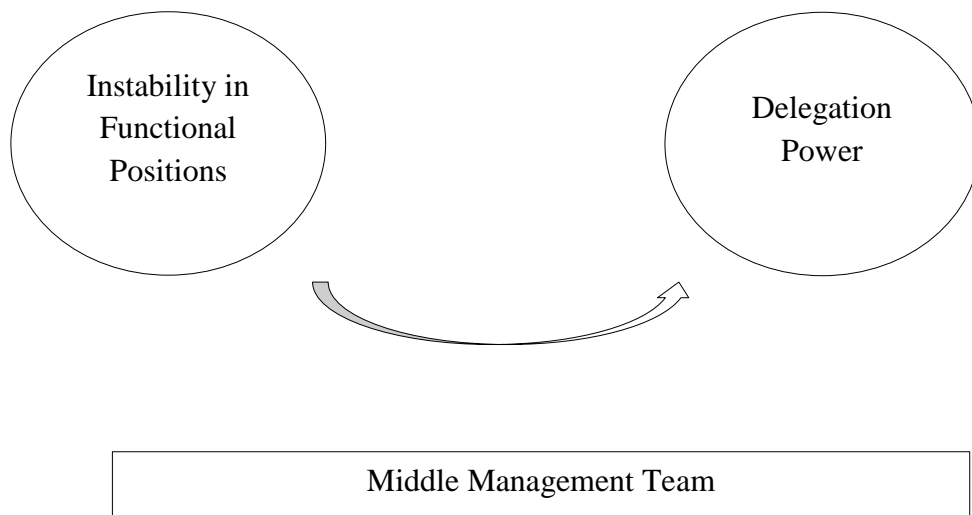 Instability in
Functional
Positions
Delegation
Power
Middle Management Team